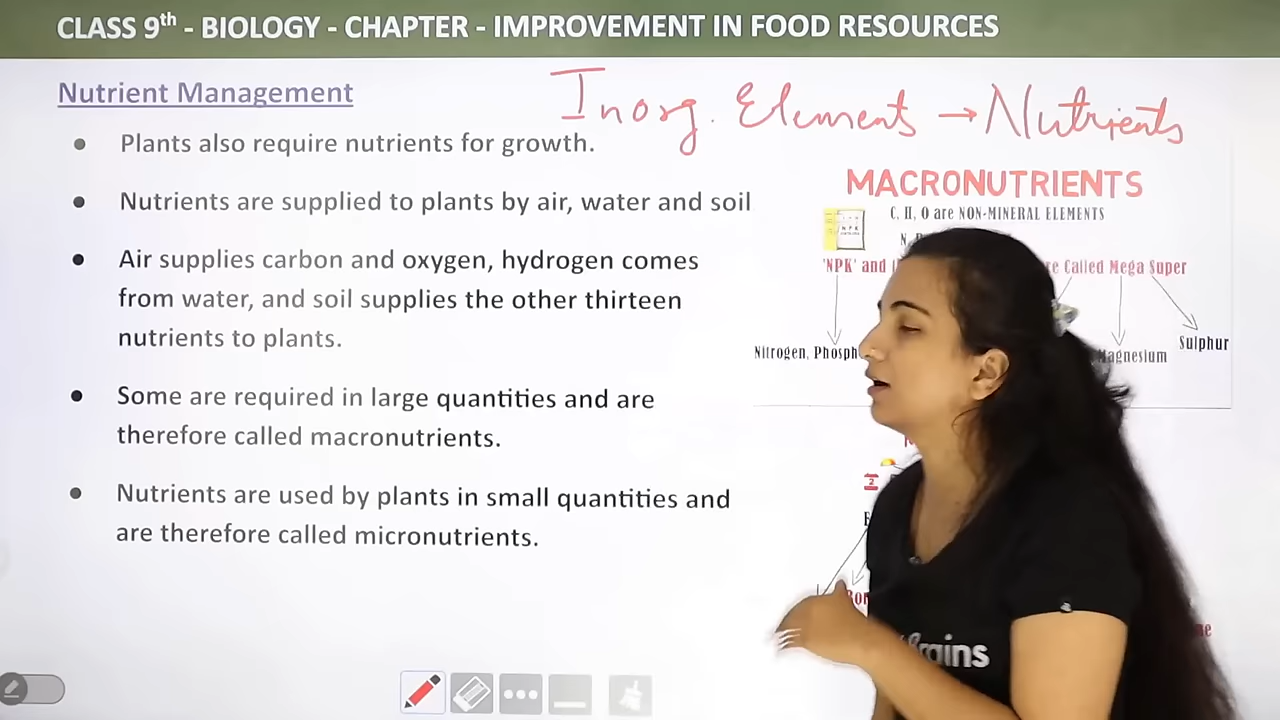 CLASS 9th - BIOLOGY - CHAPTER - IMPROVEMENT IN FOOD RESOURCES
Nutrient Management
Inorg. Elements → Nutrients
• Plants also require nutrients for growth.
• Nutrients are supplied to plants by air, water and soil
• Air supplies carbon and oxygen, hydrogen comes
from water, and soil supplies the other thirteen
nutrients to plants.
• Some are required in large quantities and are
therefore called macronutrients.
• Nutrients are used by plants in small quantities and
are therefore called micronutrients.
MACRONUTRIENTS
C, H, O are NON-MINERAL ELEMENTS
'NPK' and Called Mega Super
Nitrogen, Magnesium Sulphur